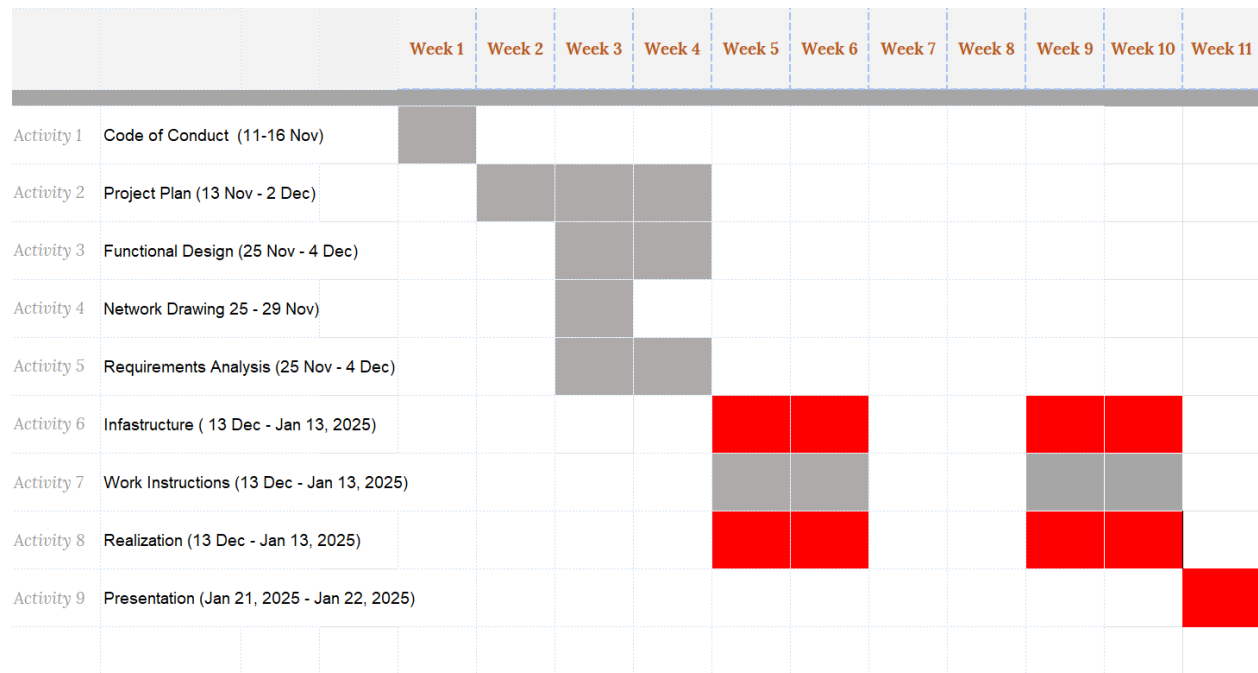 Week 1 Week 2 Week 3 Week 4 Week 5 Week 6 Week 7 Week 8 Week 9 Week 10 Week 11
Activity 1 Code of Conduct (11-16 Nov)
Activity 2 Project Plan (13 Nov - 2 Dec)
Activity 3 Functional Design (25 Nov - 4 Dec)
Activity 4 Network Drawing 25 - 29 Nov)
Activity 5 Requirements Analysis (25 Nov - 4 Dec)
Activity 6 Infastructure ( 13 Dec - Jan 13, 2025)
Activity 7 Work Instructions (13 Dec - Jan 13, 2025)
Activity 8 Realization (13 Dec - Jan 13, 2025)
Activity 9 Presentation (Jan 21, 2025 - Jan 22, 2025)